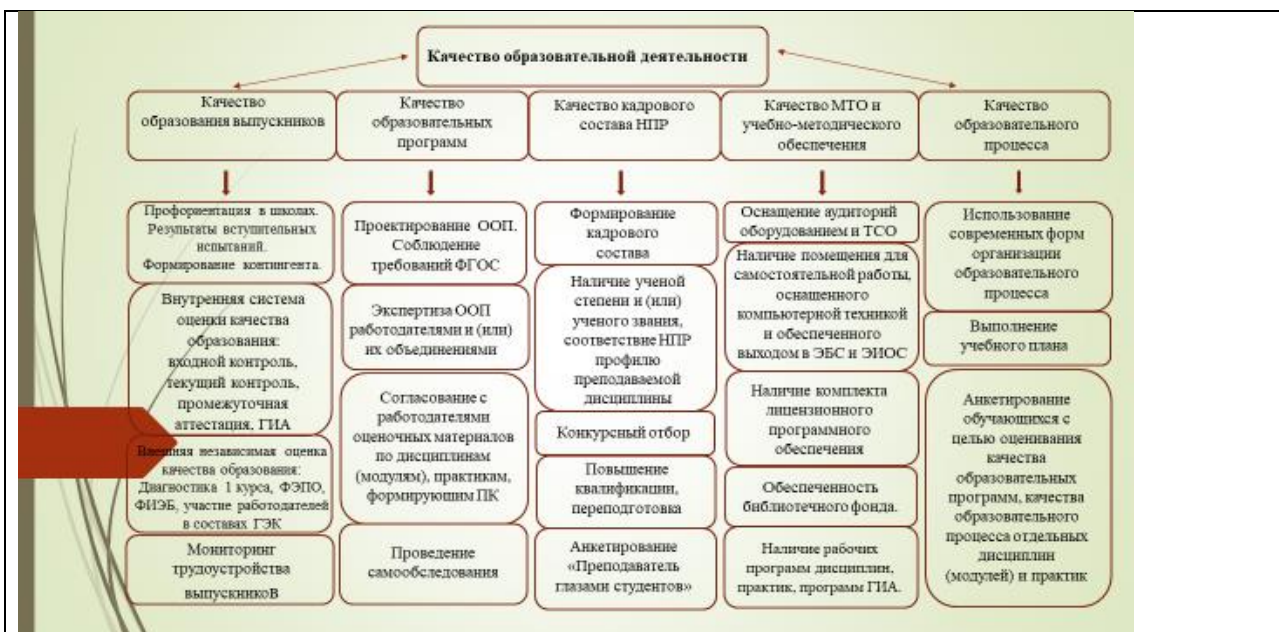 Качество образовательной деятельности
Качество
образования выпускников
Качество
образовательных
программ
Качество кадрового
состава НПР
Качество МТО и
учебно-методического
обеспечения
Качество
образовательного
процесса
Профориентация в школах.
Результаты вступительных
испытаний.
Формирование контингента.
Внутренняя система
оценки качества
образования:
входной контроль,
текущий контроль,
промежуточная
аттестация, ГИА
Внешняя независимая оценка
качества образования:
Диагностика 1 курса, ФЭПО,
ФИЭБ, участие работодателей
в составах ГЭК
Мониторинг
трудоустройства
выпускникоВ
Проектирование ООП.
Соблюдение
требований ФГОС
Экспертиза ООП
работодателями и (или)
их объединениями
Согласование с
работодателями
оценочных материалов
по дисциплинам
(модулям), практикам,
формирующим ПК
Проведение
самообследования
Формирование
кадрового
состава
Наличие ученой
степени и (или)
ученого звания,
соответствие НПР
профилю
преподаваемой
дисциплины
Конкурсный отбор
Повышение
квалификации,
переподготовка
Анкетирование
«Преподаватель
глазами студентов»
Оснащение аудиторий
оборудованием и ТСО
Наличие помещения для
самостоятельной работы,
оснащенного
компьютерной техникой
и обеспеченного
выходом в ЭБС и ЭИОС
Наличие комплекта
лицензионного
программного
обеспечения
Обеспеченность
библиотечного фонда.
Наличие рабочих
программ дисциплин,
практик, программ ГИА.
Использование
современных форм
организации
образовательного
процесса
Выполнение
учебного плана
Анкетирование
обучающихся с
целью оценивания
качества
образовательных
программ, качества
образовательного
процесса отдельных
дисциплин
(модулей) и практик